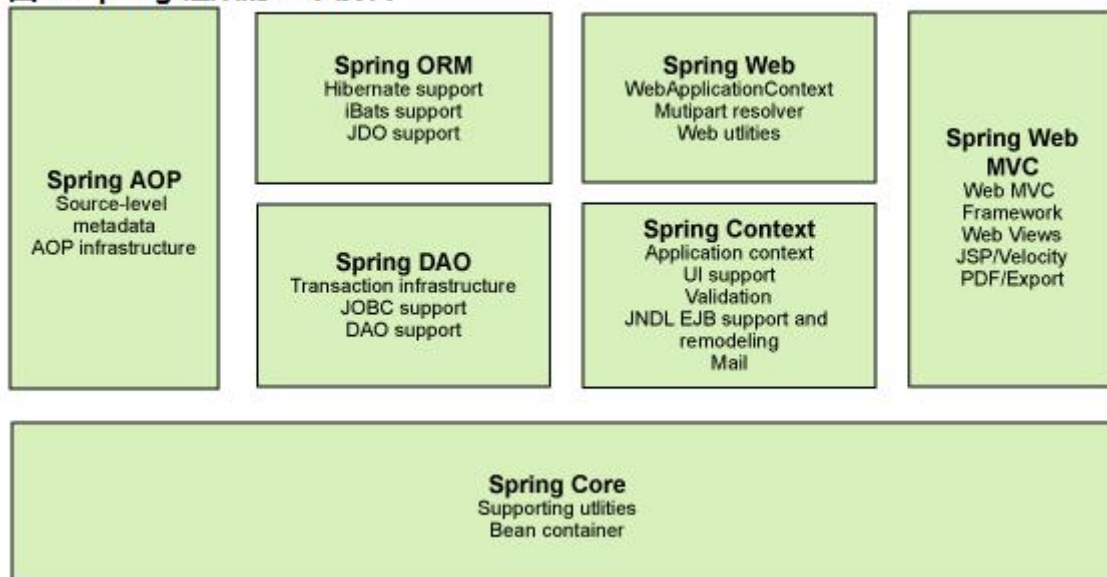 Spring AOP
Source-level
metadata
AOP infrastructure
Spring ORM
Hibernate support
iBats support
JDO support
Spring DAO
Transaction infrastructure
JOBC support
DAO support
Spring Web
WebApplicationContext
Mutipart resolver
Web utlities
Spring Context
Application context
UI support
Validation
JNDL EJB support and
remodeling
Mail
Spring Web
MVC
Web MVC
Framework
Web Views
JSP/Velocity
PDF/Export
Spring Core
Supporting utlities
Bean container